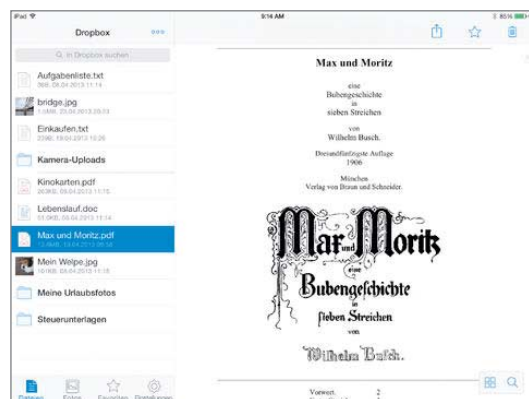 iPad
9:14 AM
85%
Dropbox
In Dropbox suchen
Aufgabenliste.txt
bridge.jpg
Einkaufen.txt
Kamera-Uploads
Kinokarten.pdf
Lebenslauf.doc
Max und Moritz.pdf
Mein Welpe.jpg
Meine Urlaubsfotos
Steuerunterlagen
Dateien
Fotos
Favoriten
Einstellungen
Max und Moritz
eine
Bubengeschichte
in
sieben Streichen
von
Wilhelm Busch.
Dreiundfünfzigste Auflage
1906
München
Verlag von Braun und Schneider.
Max und Moritz
eine
Bubengeschichte
in
sieben Streichen
von
Wilhelm Busch.
Vorwort